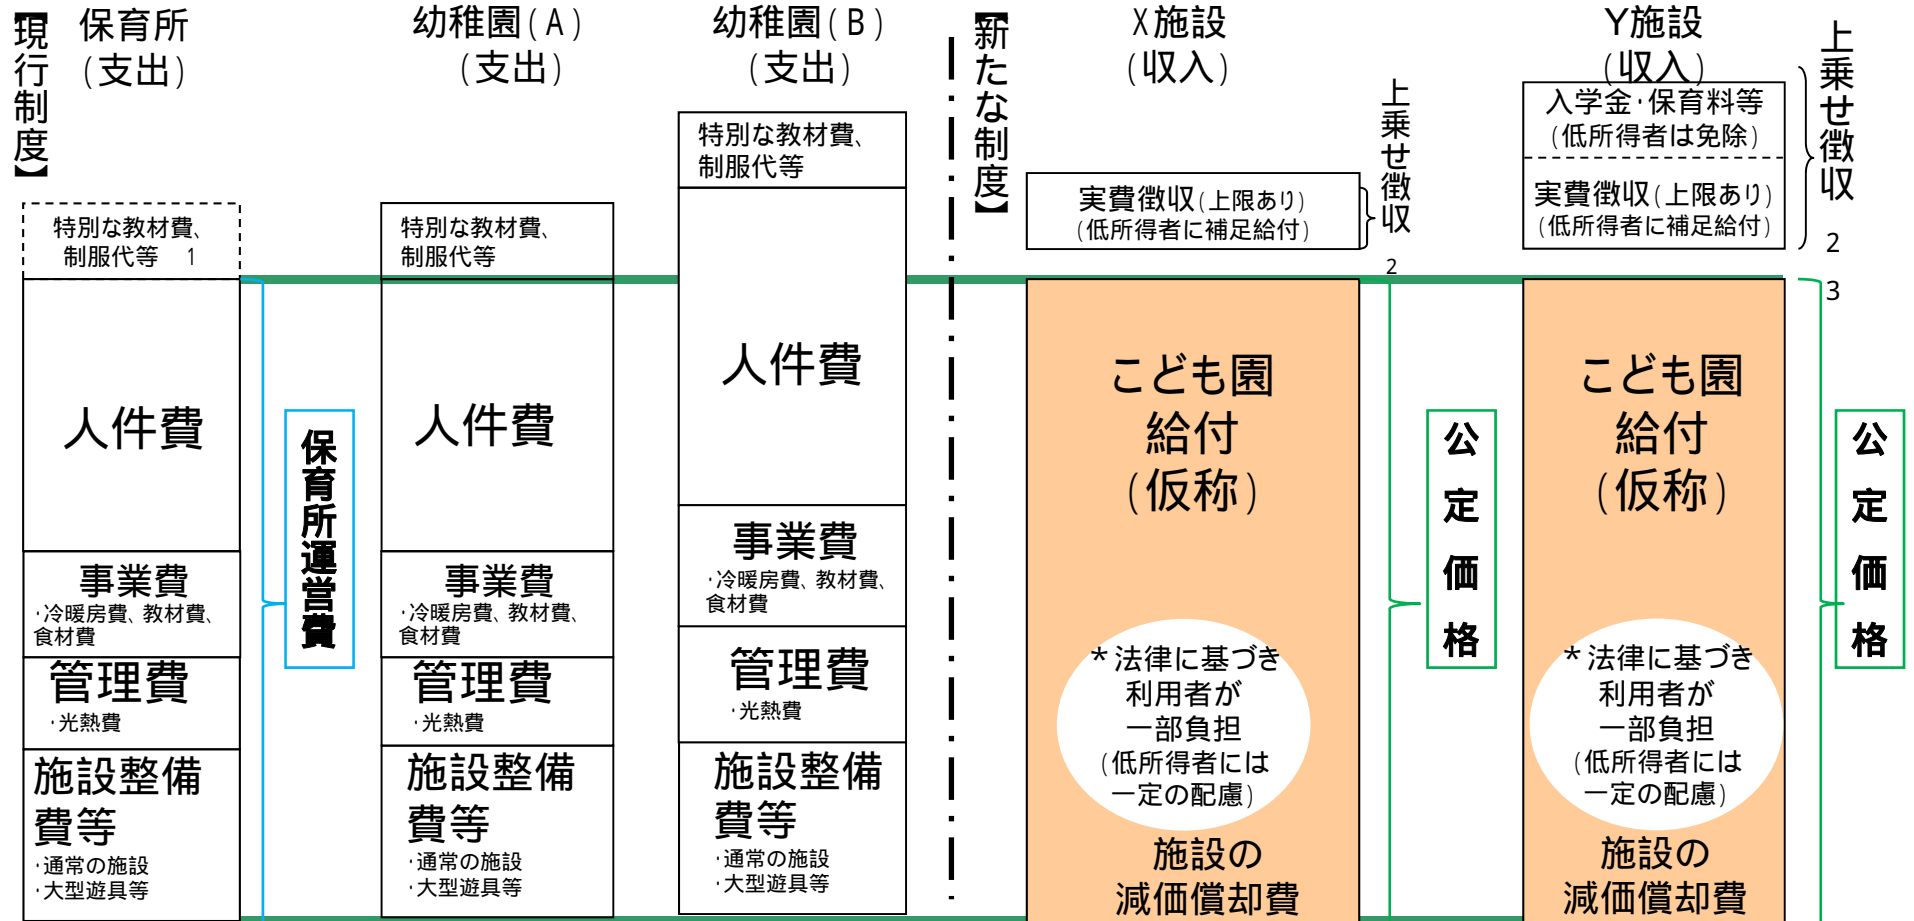 【現行制度】
保育所
(支出)
特別な教材費、
制服代等 1
人件費
事業費
・冷暖房費、教材費、
食材費
管理費
・光熱費
施設整備
費等
・通常の施設
・大型遊具等
保育所運営費
幼稚園(A)
(支出)
特別な教材費、
制服代等
人件費
事業費
・冷暖房費、教材費、
食材費
管理費
・光熱費
施設整備
費等
・通常の施設
・大型遊具等
幼稚園(B)
(支出)
特別な教材費、
制服代等
人件費
事業費
・冷暖房費、教材費、
食材費
管理費
・光熱費
施設整備
費等
・通常の施設
・大型遊具等
【新たな制度】
X施設
(収入)
実費徴収(上限あり)
(低所得者に補足給付)
上乗せ徴収
2
こども園
給付
(仮称)
*法律に基づき
利用者が
一部負担
(低所得者には
一定の配慮)
施設の
減価償却費
公定価格
Y施設
(収入)
入学金・保育料等
(低所得者は免除)
実費徴収(上限あり)
(低所得者に補足給付)
上乗せ徴収
2
3
こども園
給付
(仮称)
*法律に基づき
利用者が
一部負担
(低所得者には
一定の配慮)
施設の
減価償却費
公定価格